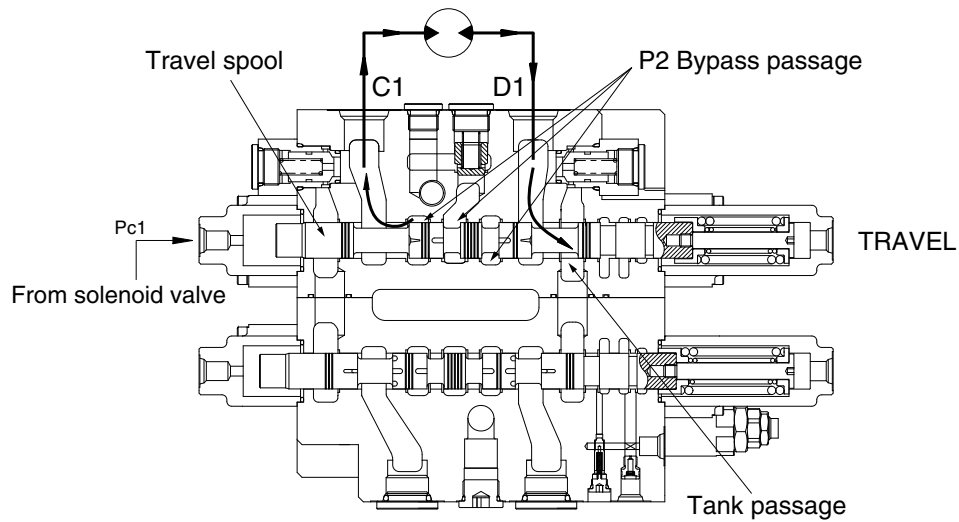 Travel spool
P2 Bypass passage
C1
D1
Pc1
TRAVEL
From solenoid valve
Tank passage